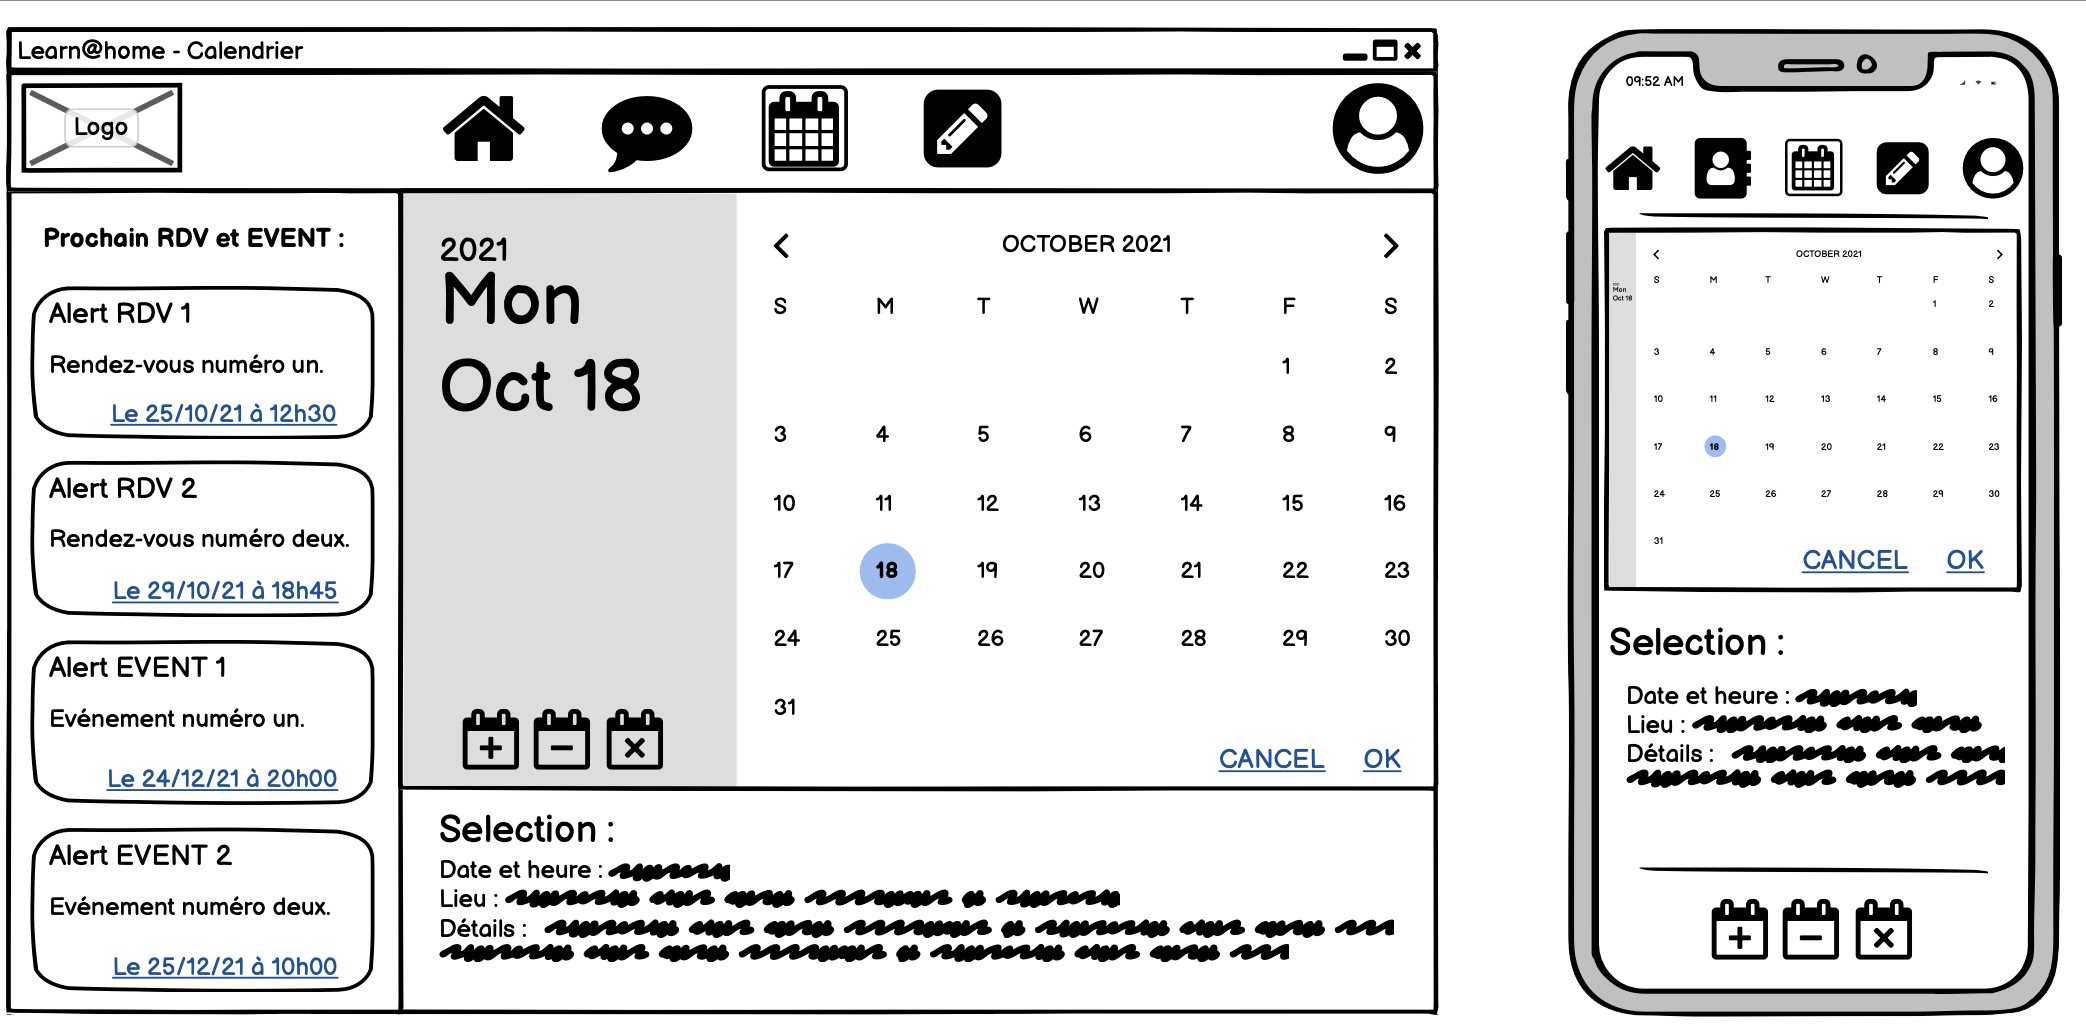 Learn@home - Calendrier
Logo
Prochain RDV et EVENT :
Alert RDV 1
Rendez-vous numéro un.
Le 25/10/21 à 12h30
Alert RDV 2
Rendez-vous numéro deux.
Le 29/10/21 à 18h45
Alert EVENT 1
Evénement numéro un.
Le 24/12/21 à 20h00
Alert EVENT 2
Evénement numéro deux.
Le 25/12/21 à 10h00
2021
Mon
Oct 18
OCTOBER 2021
S M T W T F S
1 2
3 4 5 6 7 8 9
10 11 12 13 14 15 16
17 18 19 20 21 22 23
24 25 26 27 28 29 30
31
CANCEL OK
Selection :
Date et heure :
Lieu :
Détails :
09:52 AM
Mon
Oct 18
OCTOBER 2021
S M T W T F S
1 2
3 4 5 6 7 8 9
10 11 12 13 14 15 16
17 18 19 20 21 22 23
24 25 26 27 28 29 30
31
CANCEL OK
Selection :
Date et heure :
Lieu :
Détails :